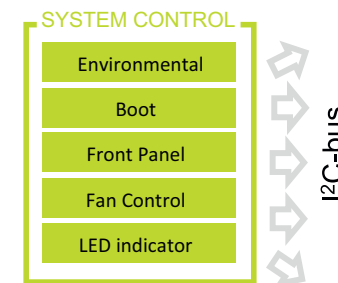 SYSTEM CONTROL
Environmental
Boot
Front Panel
Fan Control
LED indicator
I²C-bus